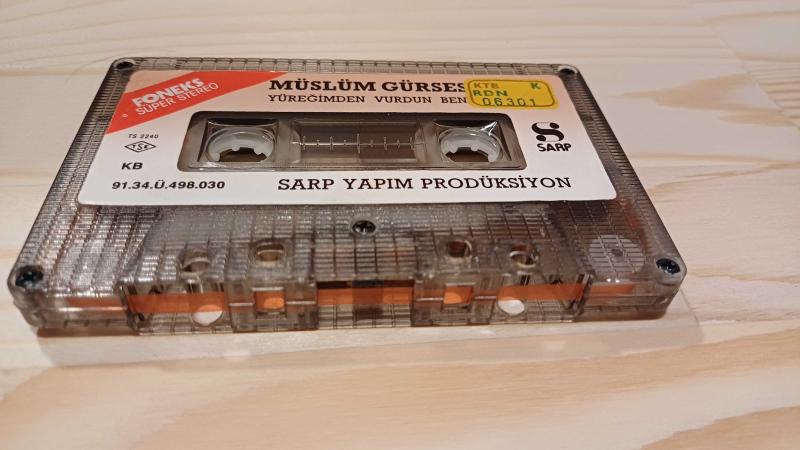 FONEKS
SÜPER STEREO
MÜSLÜM GÜRSES
YÜREĞİMDEN VURDUN BEN
KTB K
RDN
06301
TS 2240
TSE
KB
91.34.Ü.498.030
S
SARP
SARP YAPIM PRODÜKSİYON